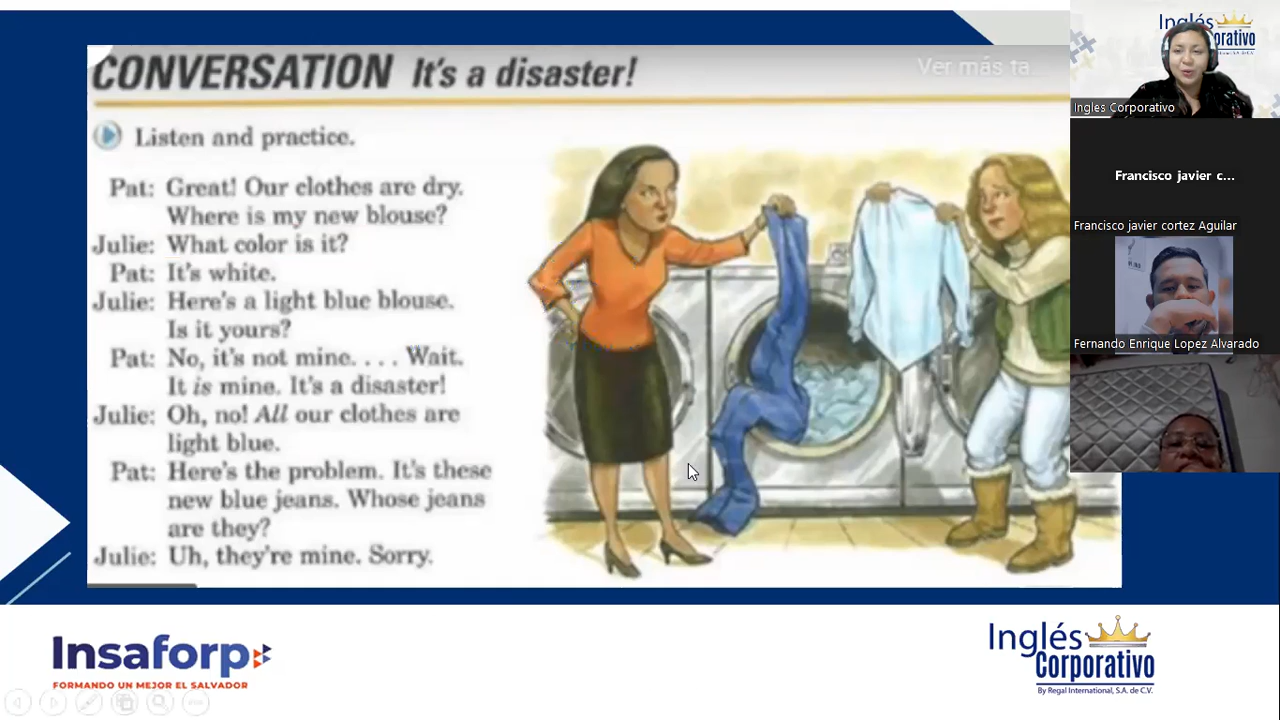 CONVERSATION It's a disaster!
Ver más ta...
Listen and practice.
Pat: Great! Our clothes are dry.
Where is my new blouse?
Julie: What color is it?
Pat: It's white.
Julie: Here's a light blue blouse.
Is it yours?
Pat: No, it's not mine. . . . Wait.
It is mine. It's a disaster!
Julie: Oh, no! All our clothes are
light blue.
Pat: Here's the problem. It's these
new blue jeans. Whose jeans
are they?
Julie: Uh, they're mine. Sorry.
Insaforp
FORMANDO UN MEJOR EL SALVADOR
Inglés
Corporativo
By Regal International, S.A. de C.V.
Inglés
Corporativo
Ingles Corporativo
Francisco javier c...
Francisco javier cortez Aguilar
Fernando Enrique Lopez Alvarado